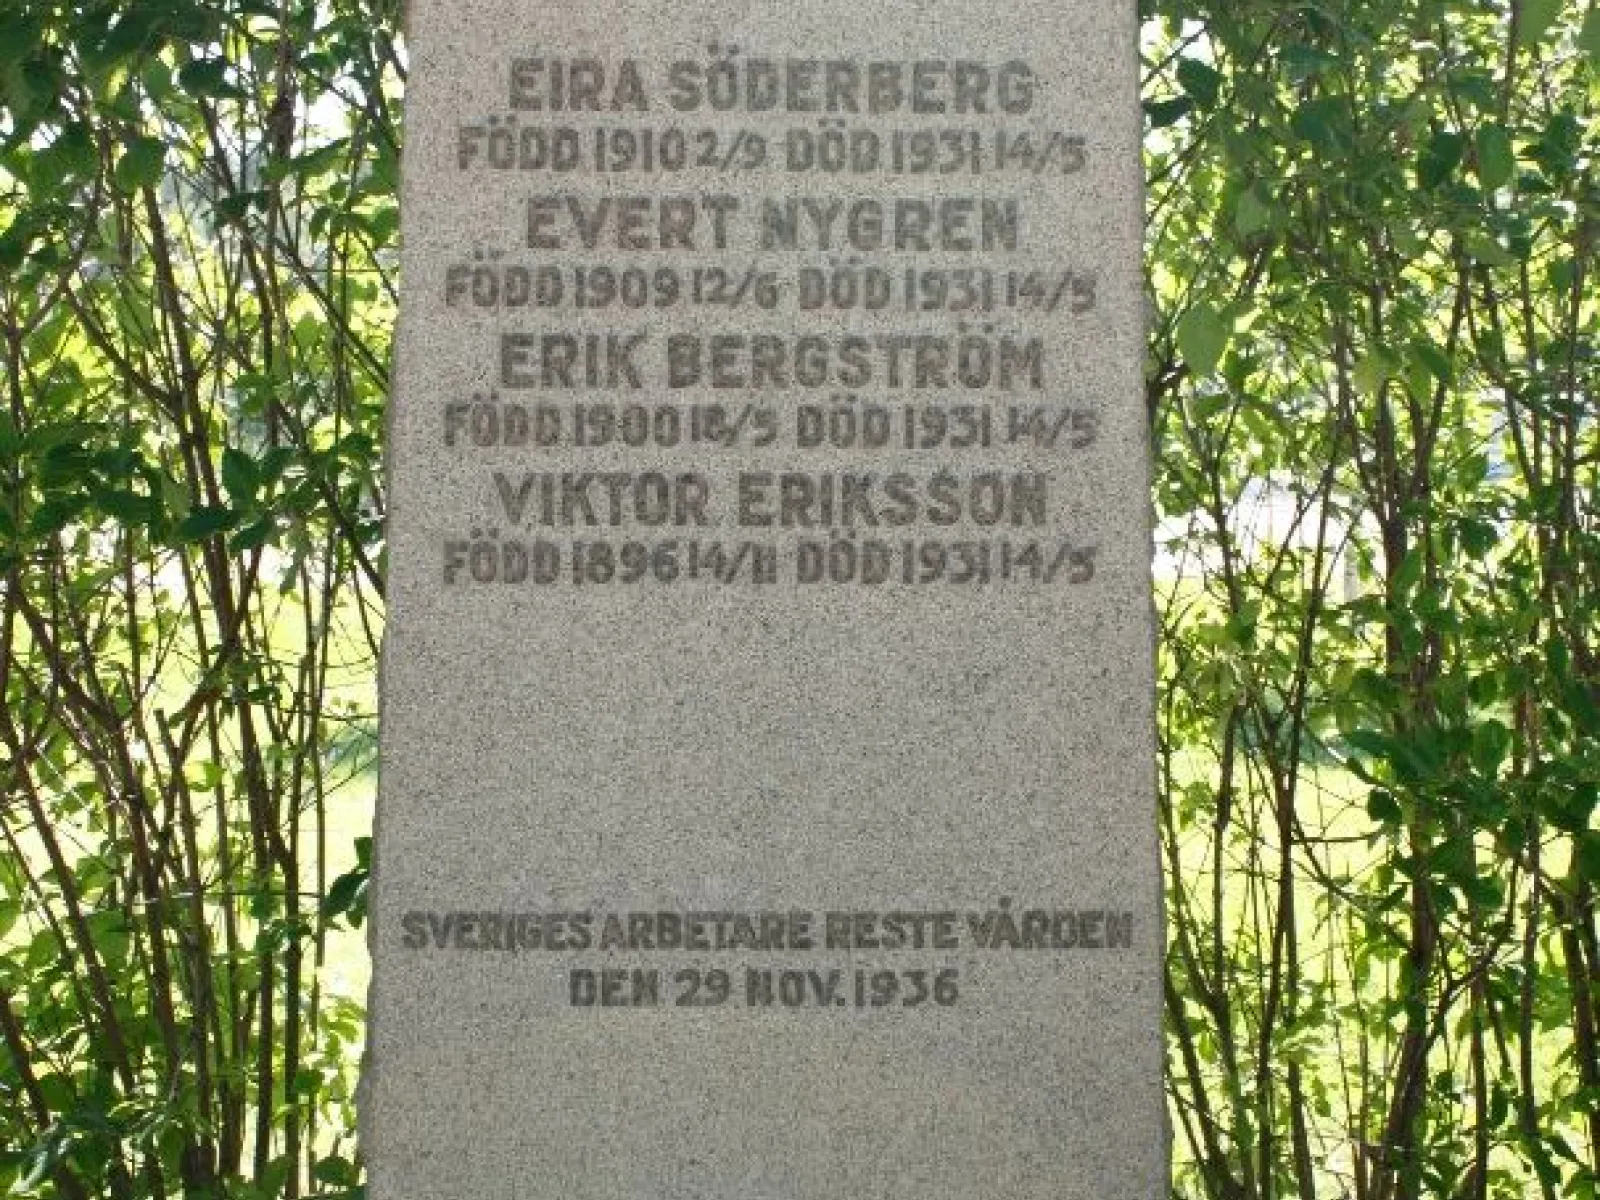 EIRA SÖDERBERG
FÖDD 1910 2/9 DÖD 1931 14/5
EVERT NYGREN
FÖDD 1909 12/6 DÖD 1931 14/5
ERIK BERGSTRÖM
FÖDD 1900 18/5 DÖD 1931 14/5
VIKTOR ERIKSSON
FÖDD 1896 14/11 DÖD 1931 14/5
SVERIGES ARBETARE RESTE VÅRDEN
DEN 29 NOV. 1936